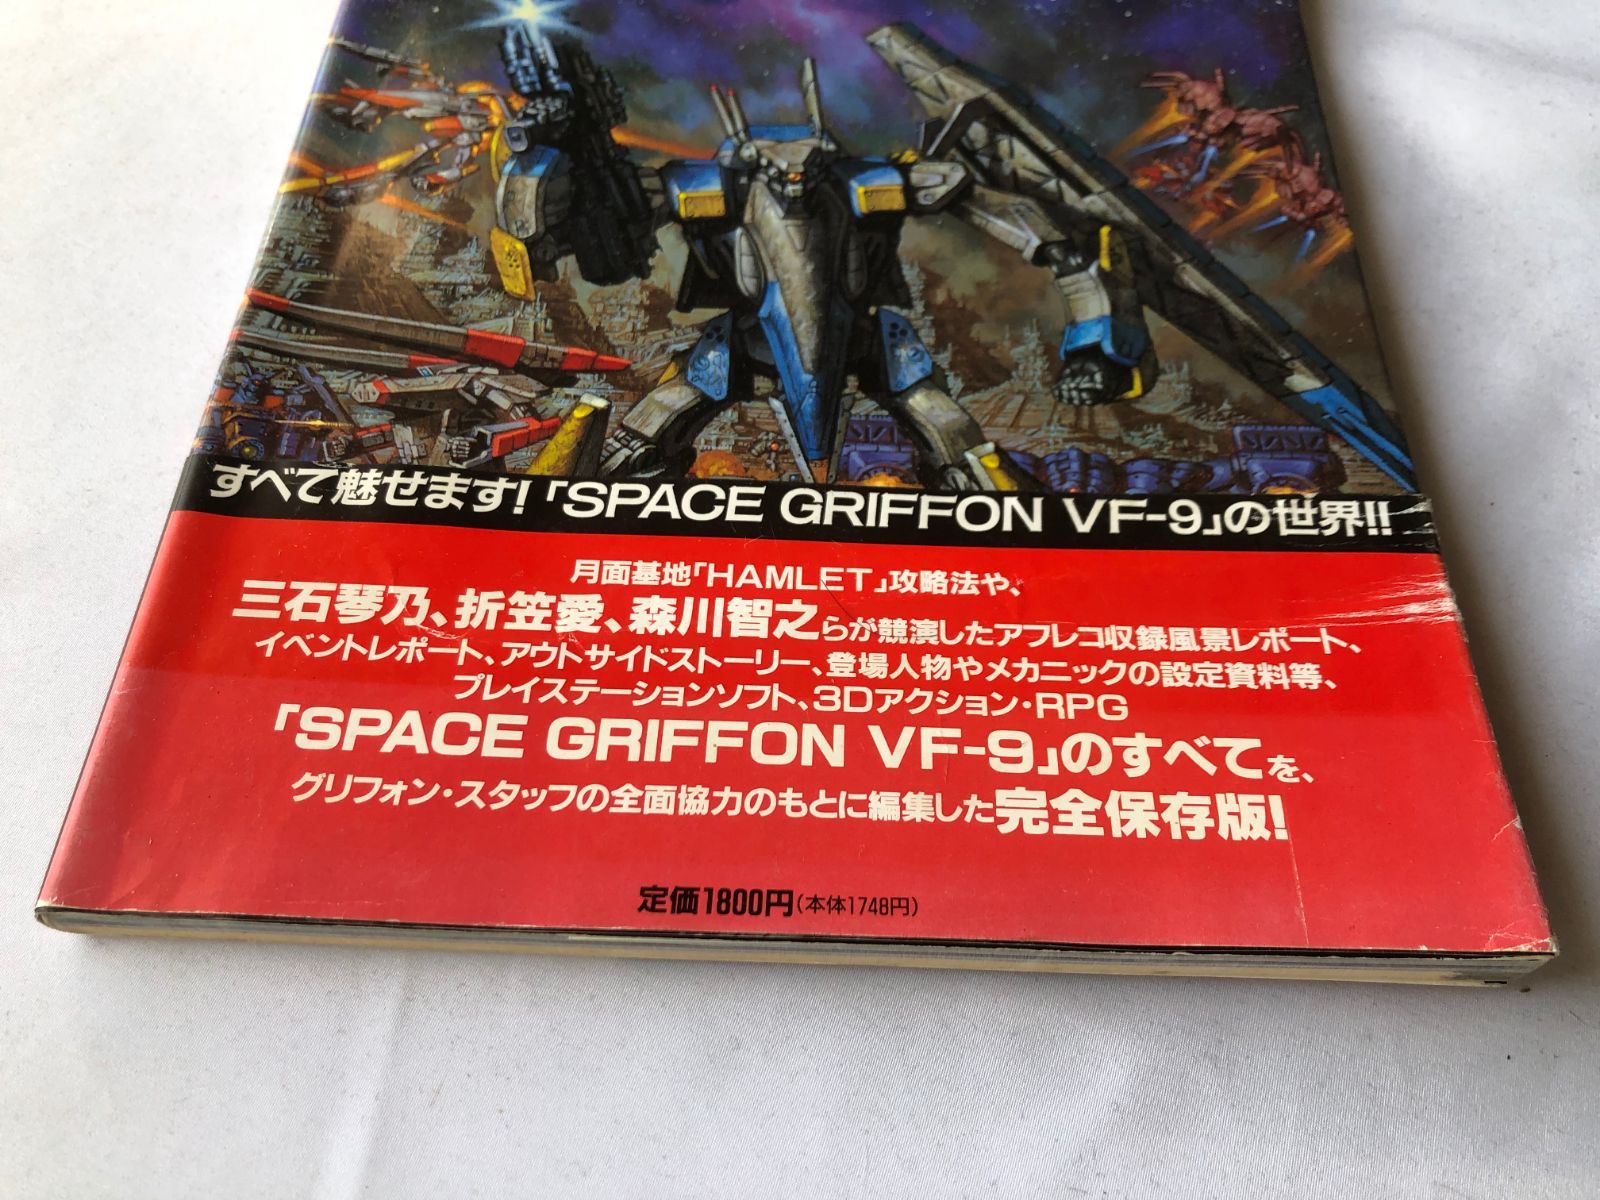 すべて魅せます!「SPACE GRIFFON VF-9」の世界!!
月面基地「HAMLET」攻略法や、
三石琴乃、折笠愛、森川智之らが競演したアフレコ収録風景レポート、
イベントレポート、アウトサイドストーリー、登場人物やメカニックの設定資料等、
プレイステーションソフト、3Dアクション・RPG
「SPACE GRIFFON VF-9」のすべてを、
グリフォン・スタッフの全面協力のもとに編集した完全保存版!
定価1800円(本体1748円)